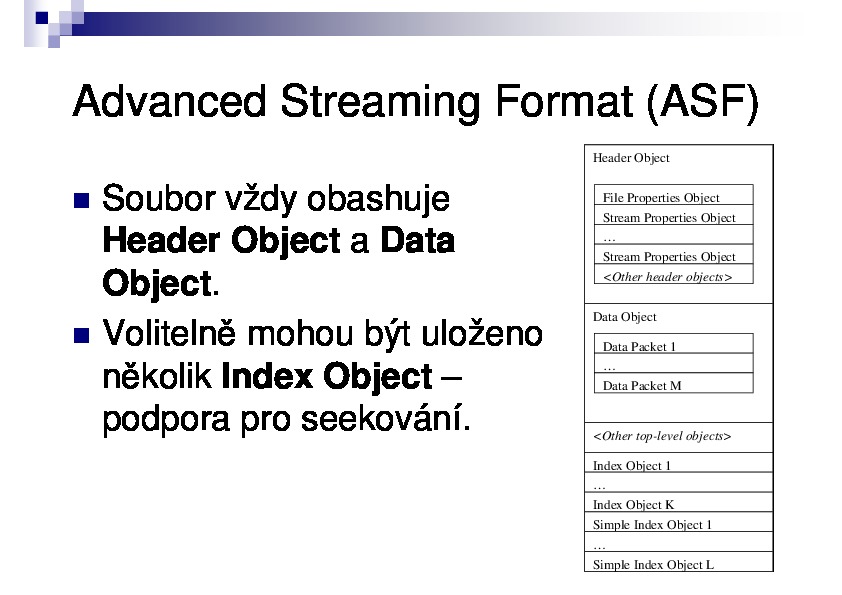 Advanced Streaming Format (ASF)
Soubor vždy obashuje
Header Object a Data
Object.
Volitelně mohou být uloženo
několik Index Object –
podpora pro seekování.
Header Object
File Properties Object
Stream Properties Object
…
Stream Properties Object
<Other header objects>
Data Object
Data Packet 1
…
Data Packet M
<Other top-level objects>
Index Object 1
…
Index Object K
Simple Index Object 1
…
Simple Index Object L